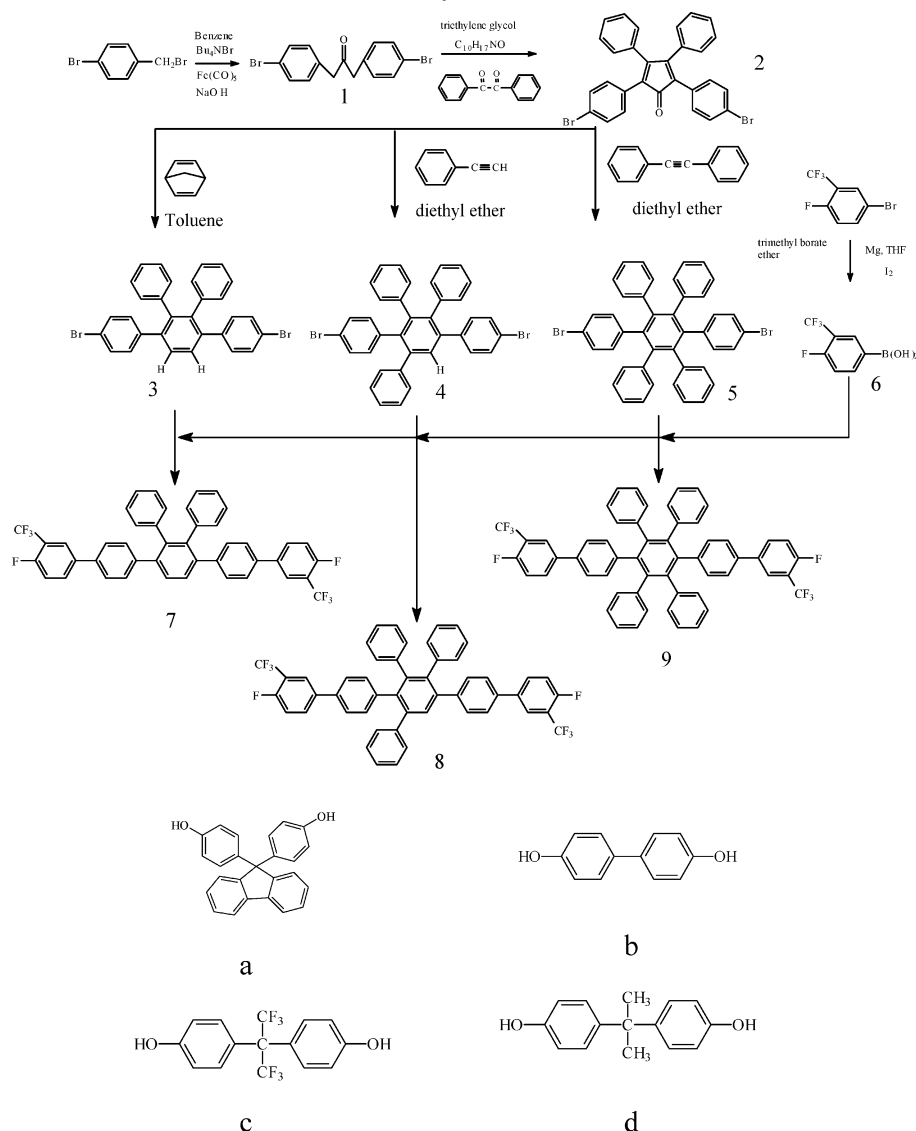 Benzene
Bu4NBr
Fe(CO)5
NaOH
Br
CH2Br
Br
O
Br
1
triethylene glycol
C10H17NO
O O
C C
2
Br
O
Br
Toluene
C≡CH
diethyl ether
C≡C
diethyl ether
CF3
F
Br
trimethyl borate
ether
Mg, THF
I2
Br
Br
H H
3
Br
Br
H
4
Br
Br
5
CF3
F
B(OH)2
6
CF3
F
F
CF3
7
CF3
F
F
CF3
9
CF3
F
F
CF3
8
HO
OH
a
HO
OH
b
HO
CF3
C
CF3
OH
c
HO
CH3
C
CH3
OH
d